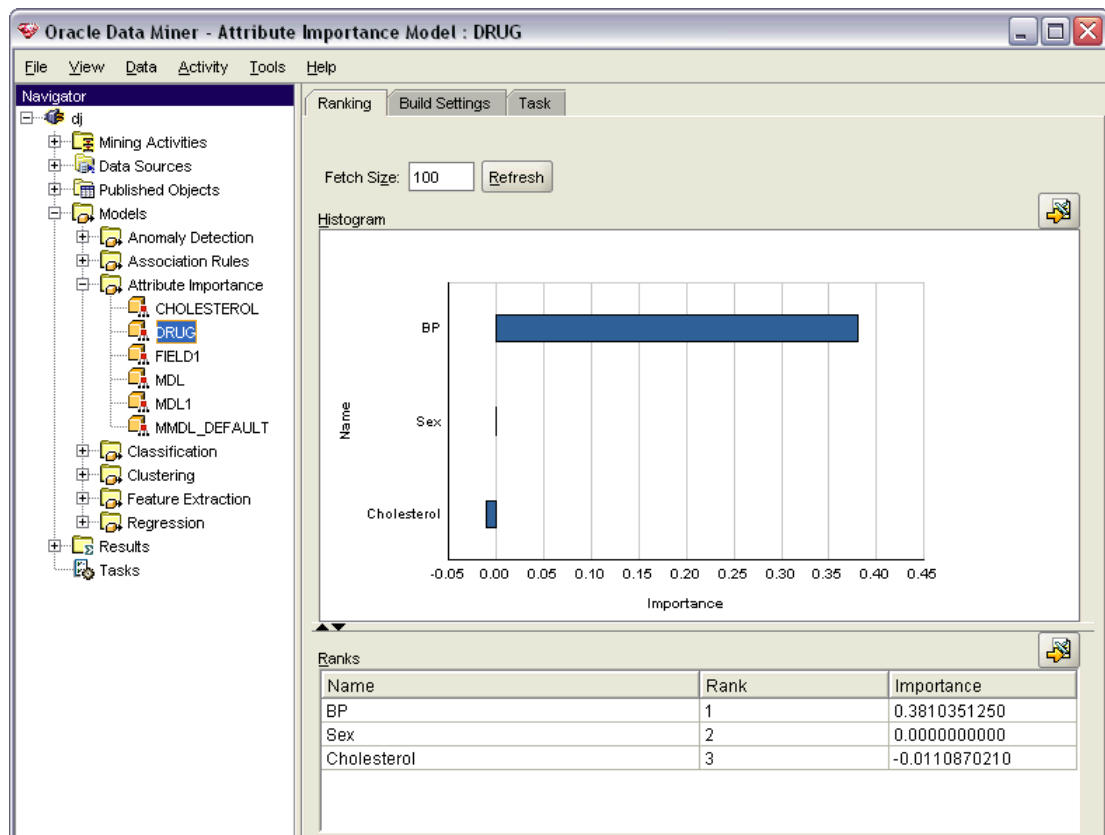 Oracle Data Miner - Attribute Importance Model : DRUG
File View Data Activity Tools Help
Navigator
dj
Mining Activities
Data Sources
Published Objects
Models
Anomaly Detection
Association Rules
Attribute Importance
CHOLESTEROL
DRUG
FIELD1
MDL
MDL1
MMDL_DEFAULT
Classification
Clustering
Feature Extraction
Regression
Results
Tasks
Ranking Build Settings Task
Fetch Size: 100 Refresh
Histogram
BP
Sex
Cholesterol
Name
-0.05 0.00 0.05 0.10 0.15 0.20 0.25 0.30 0.35 0.40 0.45
Importance
Ranks
Name Rank Importance
BP 1 0.3810351250
Sex 2 0.0000000000
Cholesterol 3 -0.0110870210